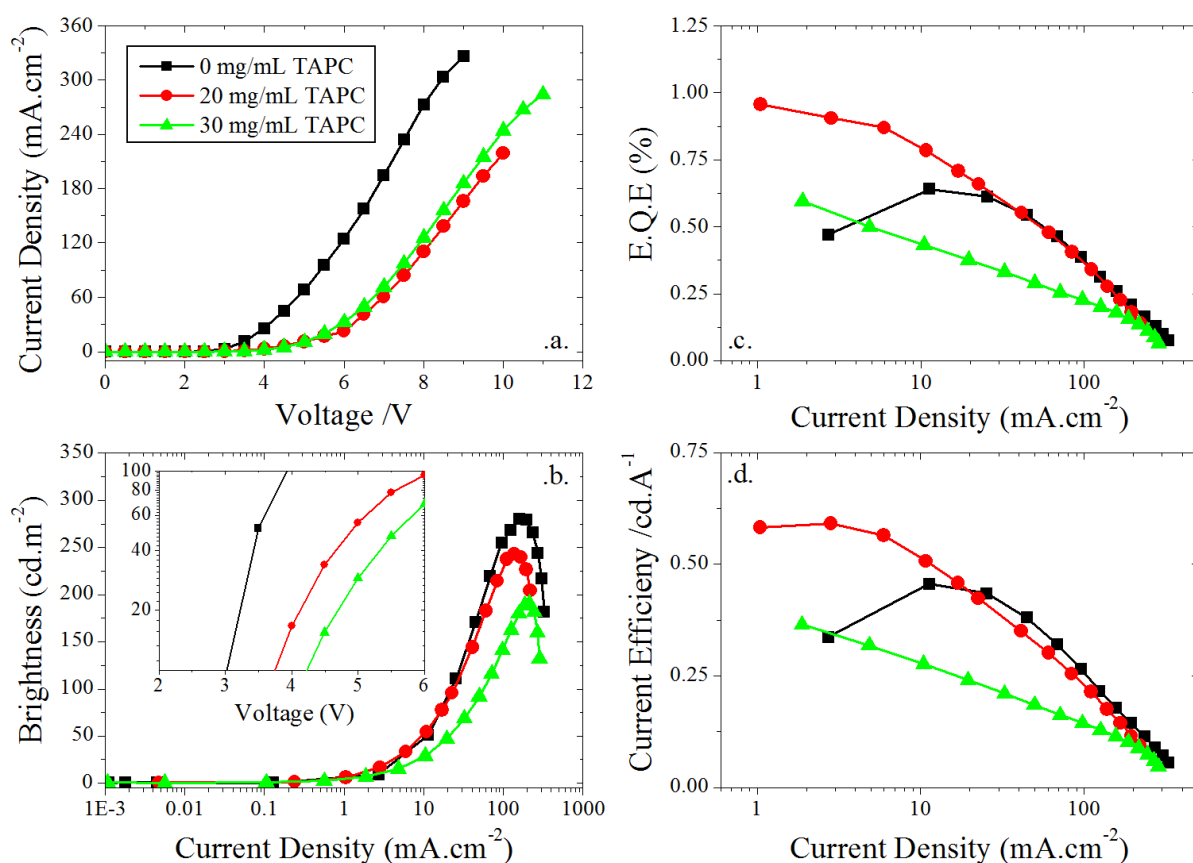 360
300
240
180
120
60
0
Current Density (mA.cm-2)
0 mg/mL TAPC
20 mg/mL TAPC
30 mg/mL TAPC
.a.
0 2 4 6 8 10 12
Voltage /V
1.25
1.00
0.75
0.50
0.25
0.00
E.Q.E (%)
.c.
1 10 100
Current Density (mA.cm-2)
350
300
250
200
150
100
50
0
Brightness (cd.m-2)
.b.
100
80
60
40
20
2 3 4 5 6
Voltage (V)
1E-3 0.01 0.1 1 10 100 1000
Current Density (mA.cm-2)
0.75
0.50
0.25
0.00
Current Efficieny /cd.A-1
.d.
1 10 100
Current Density (mA.cm-2)